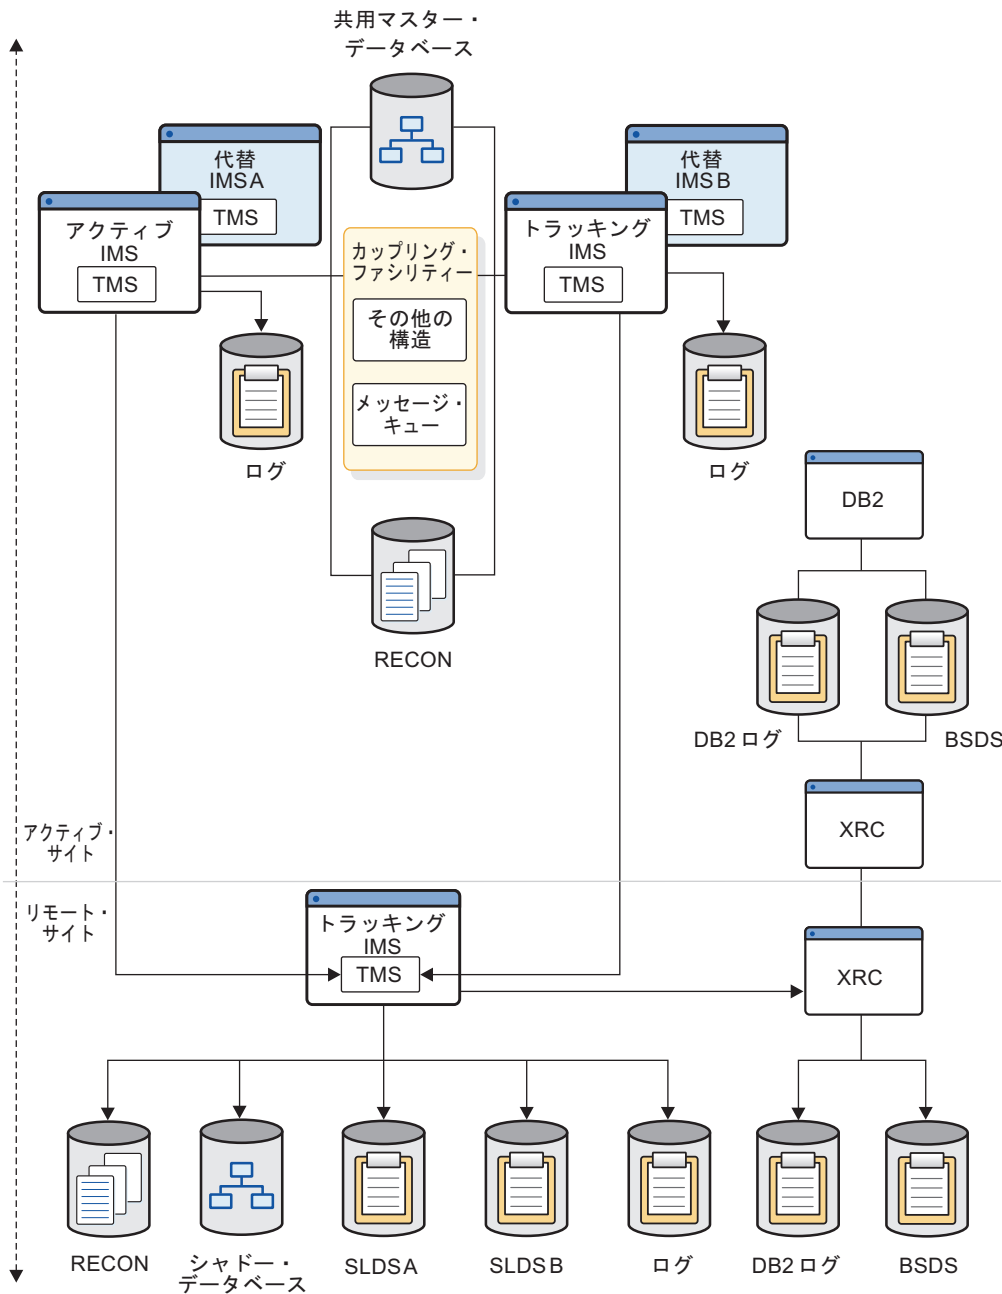 共用マスター・
データベース
代替
IMS A
TMS
アクティブ
IMS
TMS
カップリング・
ファシリティー
その他の
構造
メッセージ・
キュー
代替
IMS B
TMS
トラッキング
IMS
TMS
ログ
ログ
RECON
DB2
DB2 ログ
BSDS
XRC
アクティブ・
サイト
リモート・
サイト
トラッキング
IMS
TMS
XRC
RECON
シャドー・
データベース
SLDS A
SLDS B
ログ
DB2 ログ
BSDS